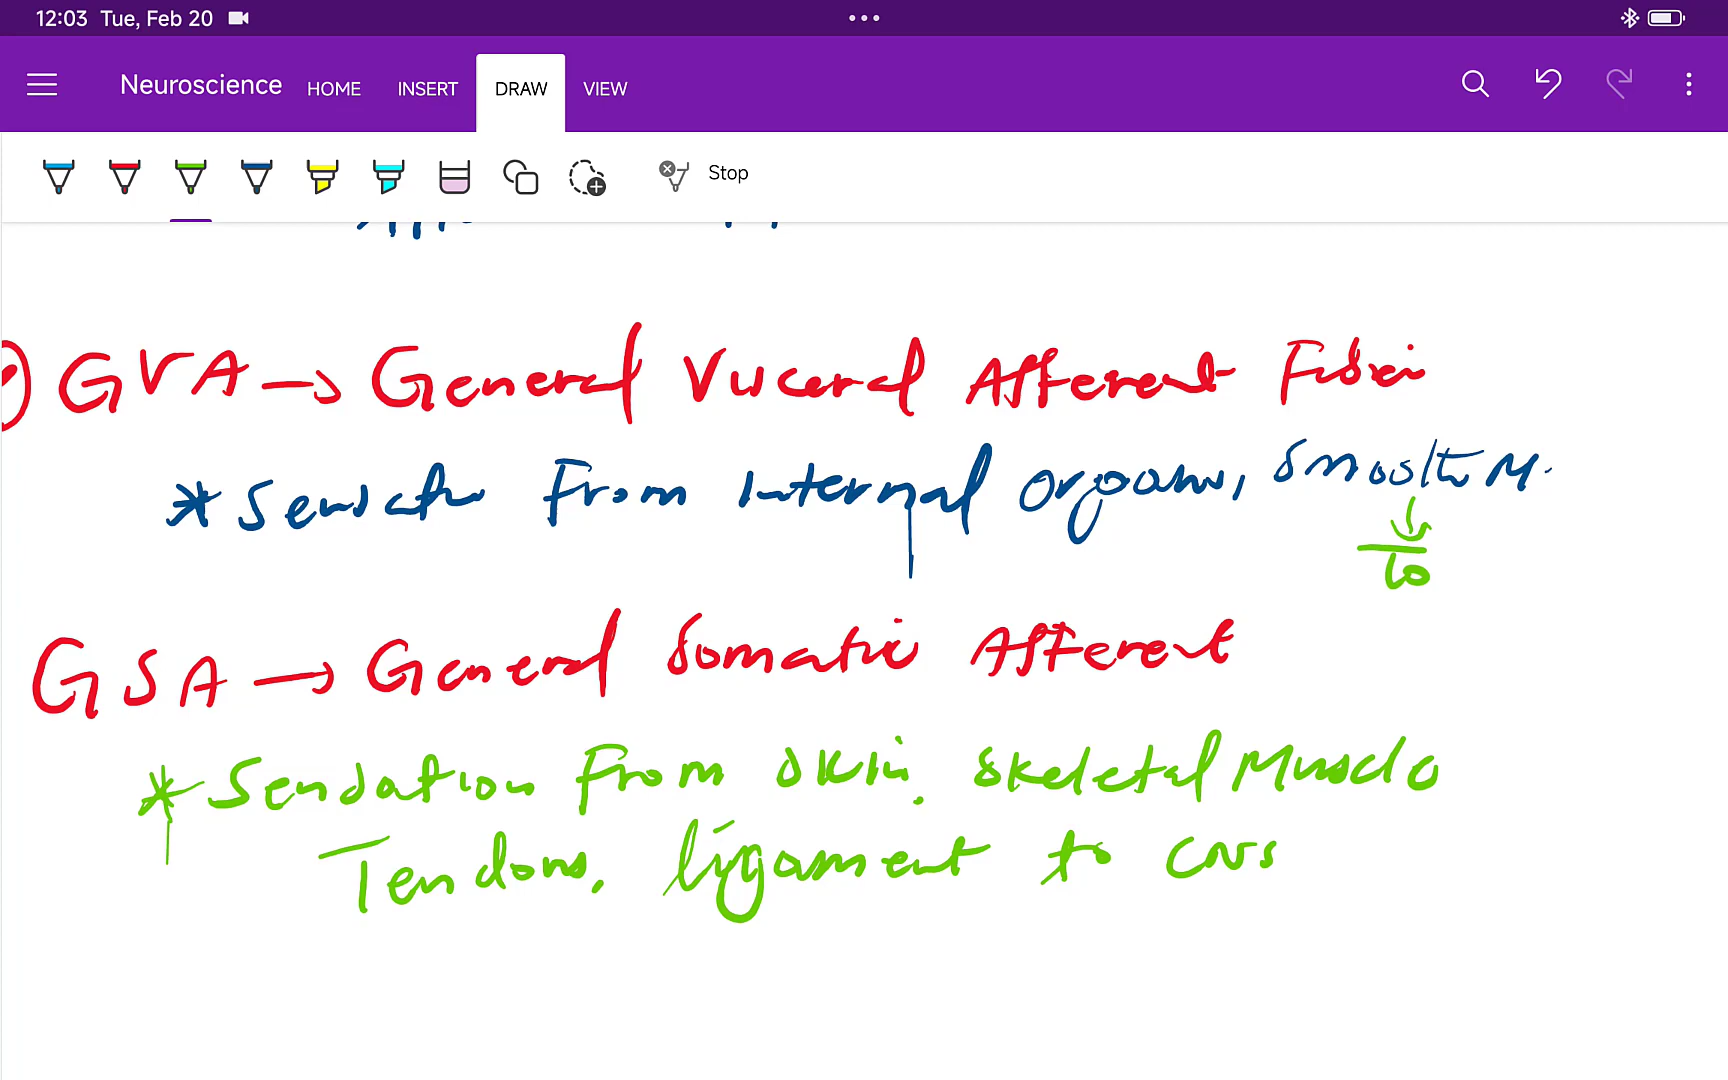 12:03 Tue, Feb 20
Neuroscience HOME INSERT DRAW VIEW
Stop
GVA → General Visceral Afferent Fiber
* Sensation From Internal Organs, Smooth M.
↓
to
GSA → General Somatic Afferent
* Sensation From Skin, Skeletal Muscle
Tendons, ligament to CNS